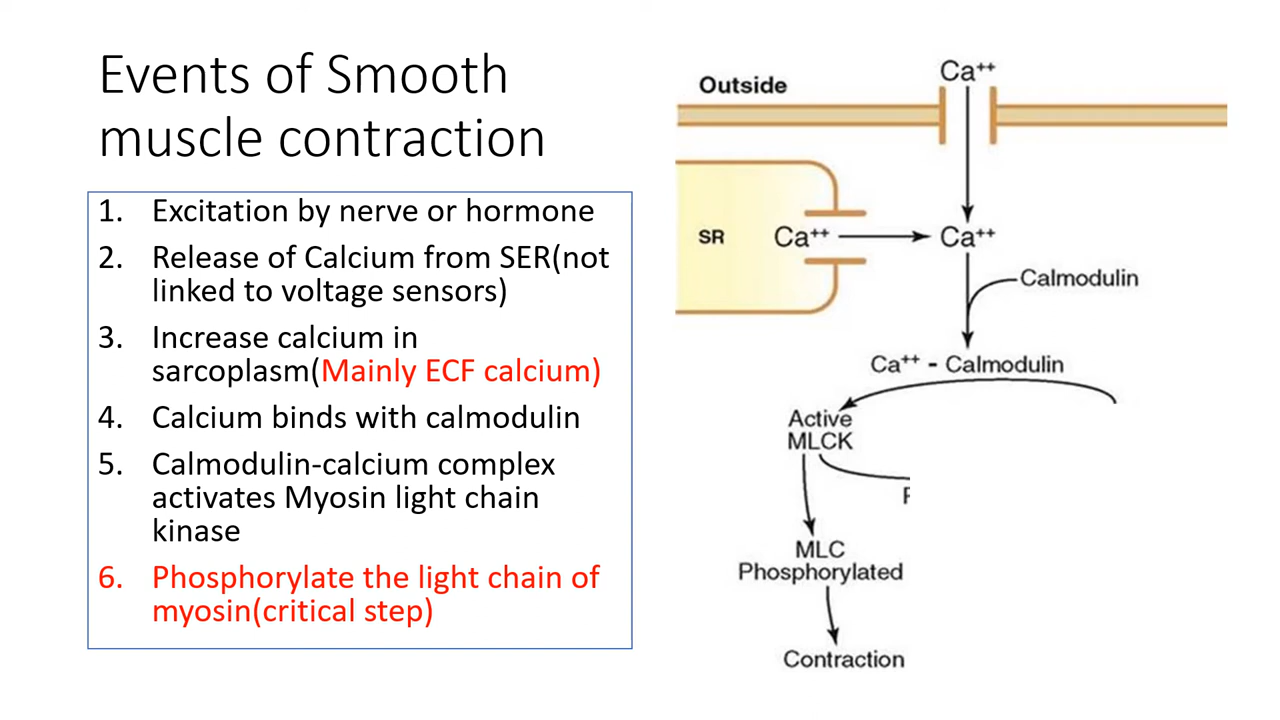 Events of Smooth
muscle contraction
1. Excitation by nerve or hormone
2. Release of Calcium from SER(not
linked to voltage sensors)
3. Increase calcium in
sarcoplasm(Mainly ECF calcium)
4. Calcium binds with calmodulin
5. Calmodulin-calcium complex
activates Myosin light chain
kinase
6. Phosphorylate the light chain of
myosin(critical step)
Outside
Ca⁺⁺
SR
Ca⁺⁺
Ca⁺⁺
Calmodulin
Ca⁺⁺ - Calmodulin
Active
MLCK
MLC
Phosphorylated
Contraction